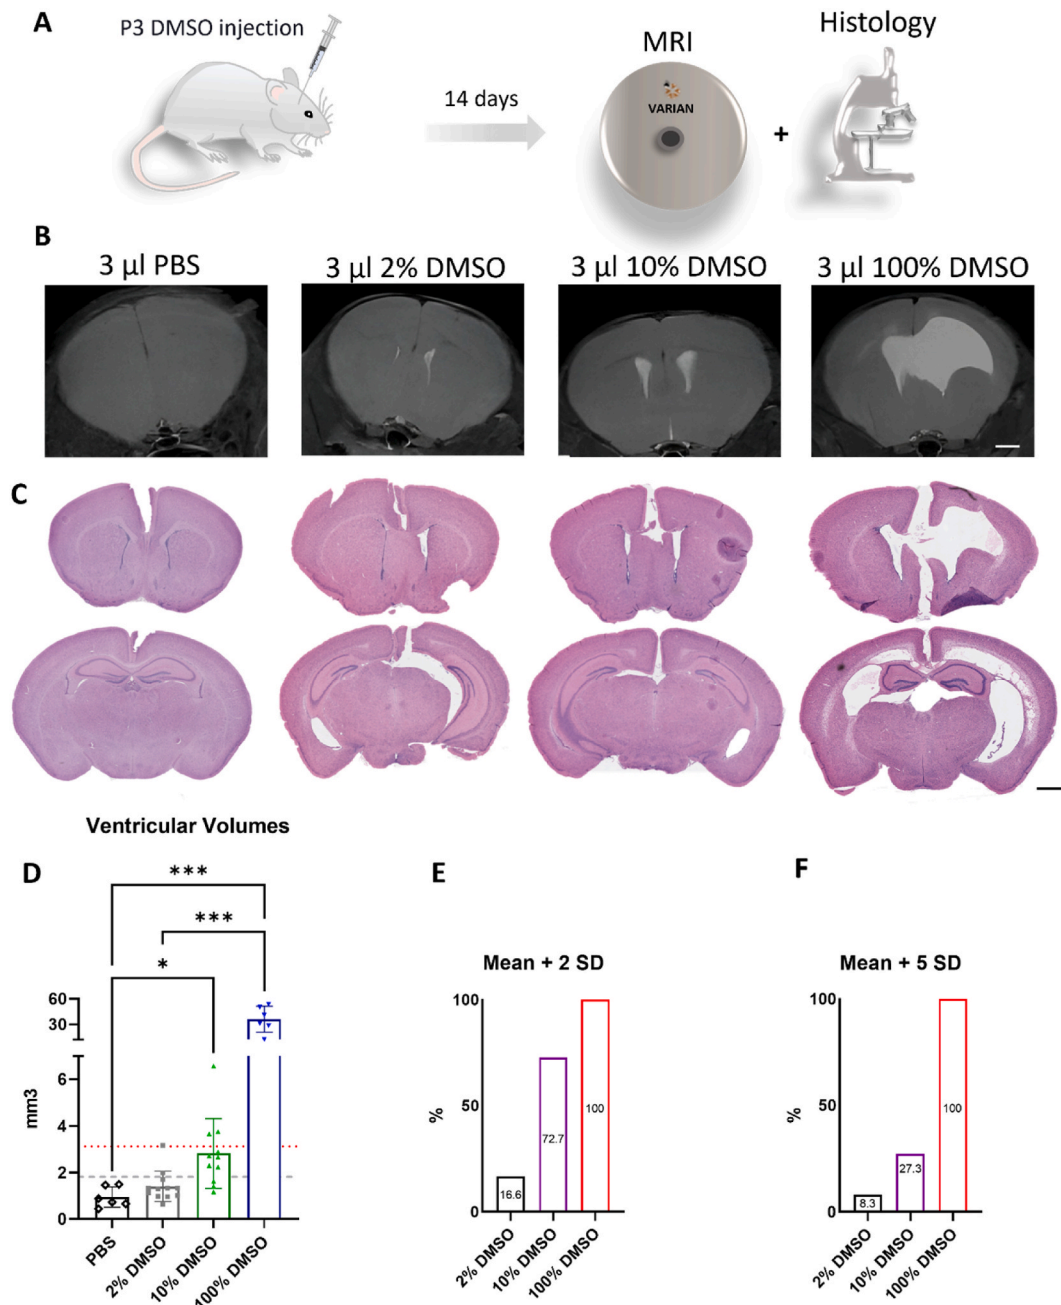 A
P3 DMSO injection
14 days
MRI
VARIAN
+
Histology
B
3 µl PBS
3 µl 2% DMSO
3 µl 10% DMSO
3 µl 100% DMSO
C
Ventricular Volumes
D
***
***
*
60
30
6
4
2
0
mm3
PBS
2% DMSO
10% DMSO
100% DMSO
E
Mean + 2 SD
100
50
0
%
16.6
72.7
100
2% DMSO
10% DMSO
100% DMSO
F
Mean + 5 SD
100
50
0
%
8.3
27.3
100
2% DMSO
10% DMSO
100% DMSO